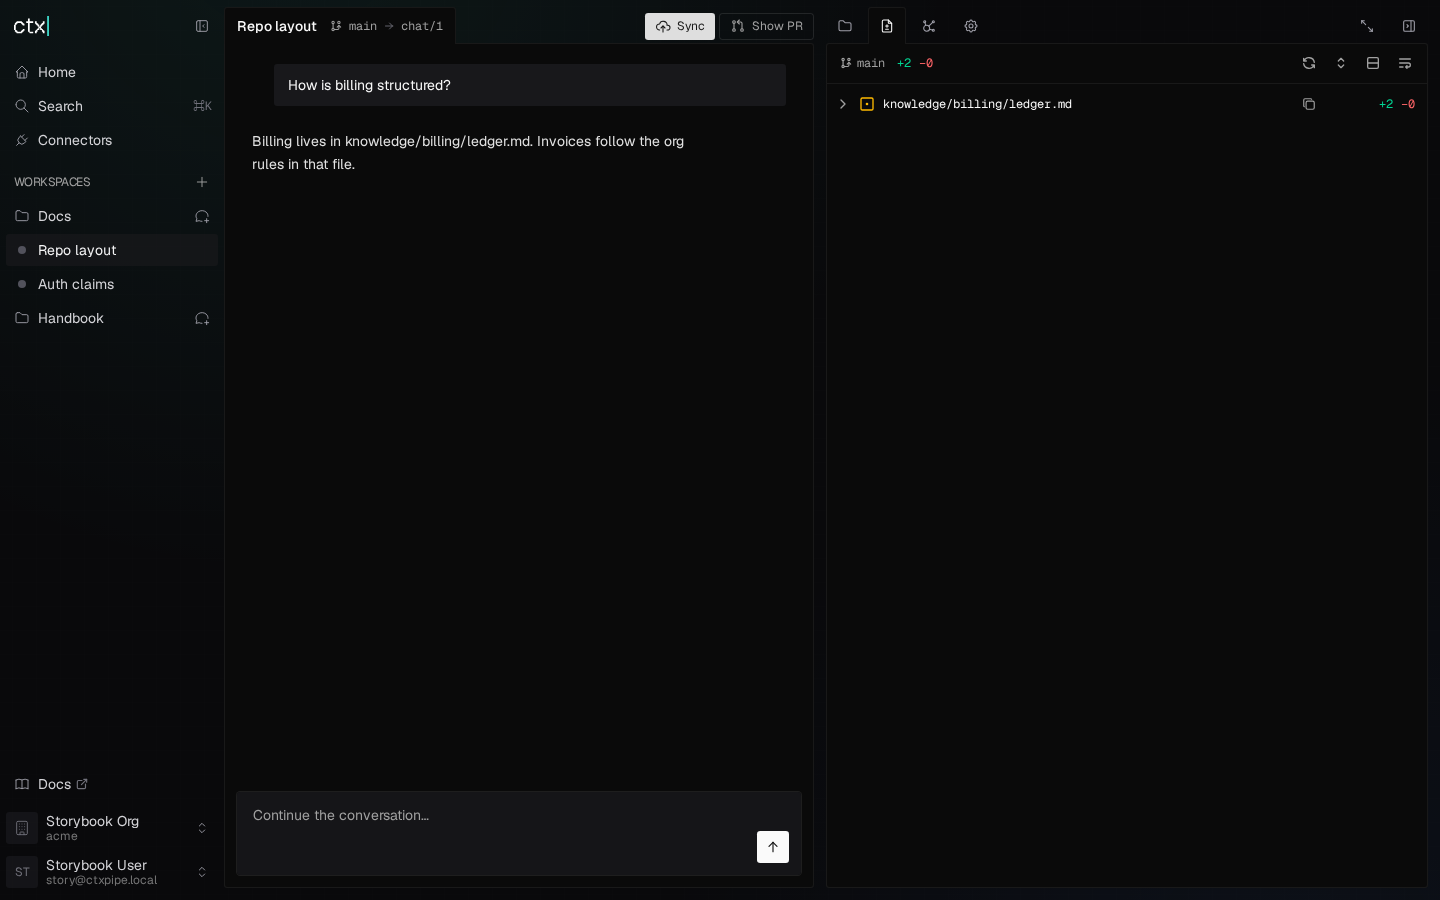 ctx
Home
Search ⌘K
Connectors
WORKSPACES
Docs
Repo layout
Auth claims
Handbook
Docs
Storybook Org
acme
ST
Storybook User
story@ctxpipe.local
Repo layout main → chat/1
Sync
Show PR
How is billing structured?
Billing lives in knowledge/billing/ledger.md. Invoices follow the org
rules in that file.
Continue the conversation...
main +2 −0
knowledge/billing/ledger.md +2 −0